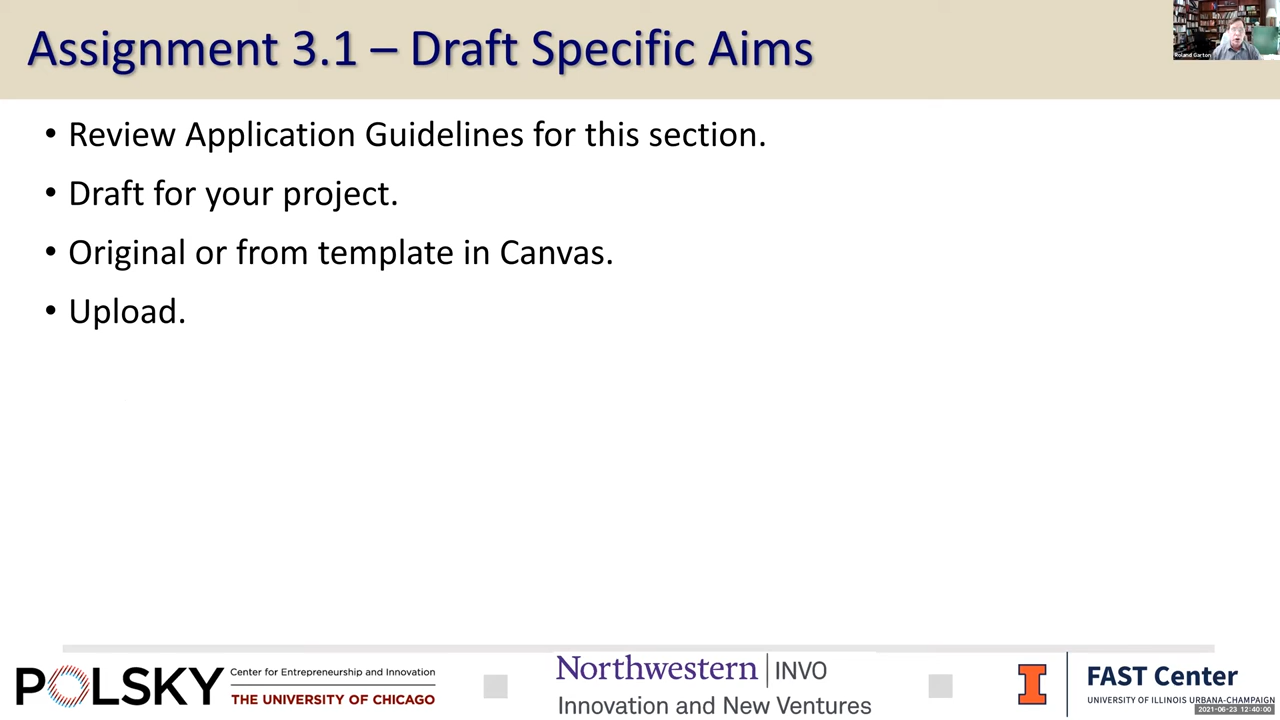 Assignment 3.1 – Draft Specific Aims
Roland Garton
• Review Application Guidelines for this section.
• Draft for your project.
• Original or from template in Canvas.
• Upload.
POLSKY
Center for Entrepreneurship and Innovation
THE UNIVERSITY OF CHICAGO
Northwestern | INVO
Innovation and New Ventures
I
FAST Center
UNIVERSITY OF ILLINOIS URBANA-CHAMPAIGN
2021-06-23 12:40:00